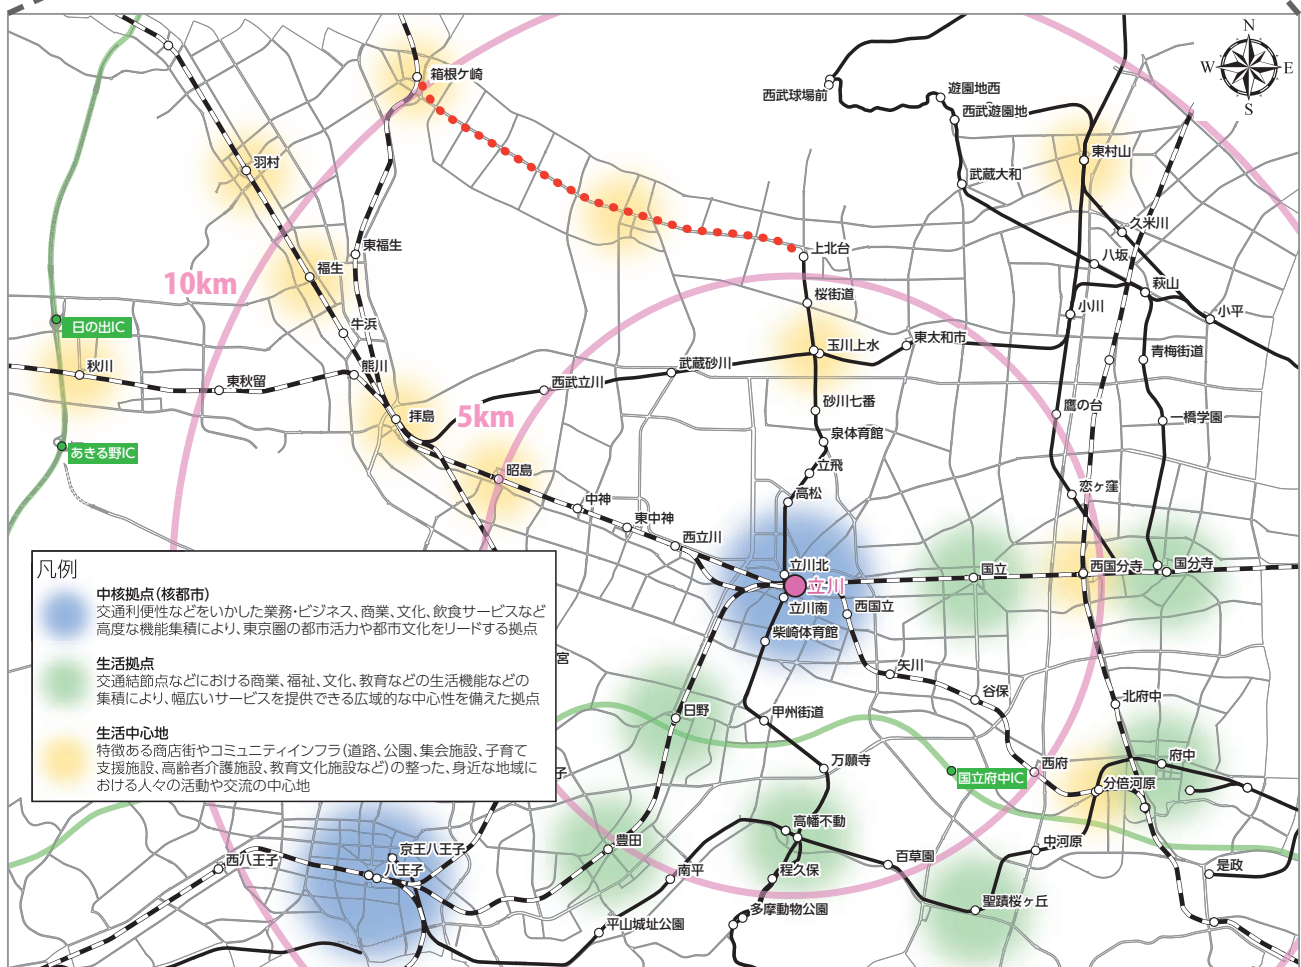 N
W
E
S
箱根ケ崎
西武球場前
遊園地西
西武遊園地
東村山
羽村
武蔵大和
久米川
東福生
上北台
八坂
福生
10km
萩山
桜街道
小川
小平
日の出IC
牛浜
玉川上水
東太和市
青梅街道
秋川
熊川
武蔵砂川
東秋留
西武立川
砂川七番
鷹の台
拝島
5km
一橋学園
泉体育館
あきる野IC
立飛
昭島
高松
恋ヶ窪
中神
東中神
西立川
立川北
国立
西国分寺
国分寺
立川
立川南
西国立
柴崎体育館
宮
矢川
谷保
北府中
日野
甲州街道
万願寺
西府
府中
子
国立府中IC
分倍河原
高幡不動
豊田
中河原
京王八王子
西八王子
八王子
南平
程久保
百草園
是政
聖蹟桜ヶ丘
多摩動物公園
平山城址公園
凡例
中核拠点(核都市)
交通利便性などをいかした業務・ビジネス、商業、文化、飲食サービスなど
高度な機能集積により、東京圏の都市活力や都市文化をリードする拠点
生活拠点
交通結節点などにおける商業、福祉、文化、教育などの生活機能などの
集積により、幅広いサービスを提供できる広域的な中心性を備えた拠点
生活中心地
特徴ある商店街やコミュニティインフラ(道路、公園、集会施設、子育て
支援施設、高齢者介護施設、教育文化施設など)の整った、身近な地域に
おける人々の活動や交流の中心地